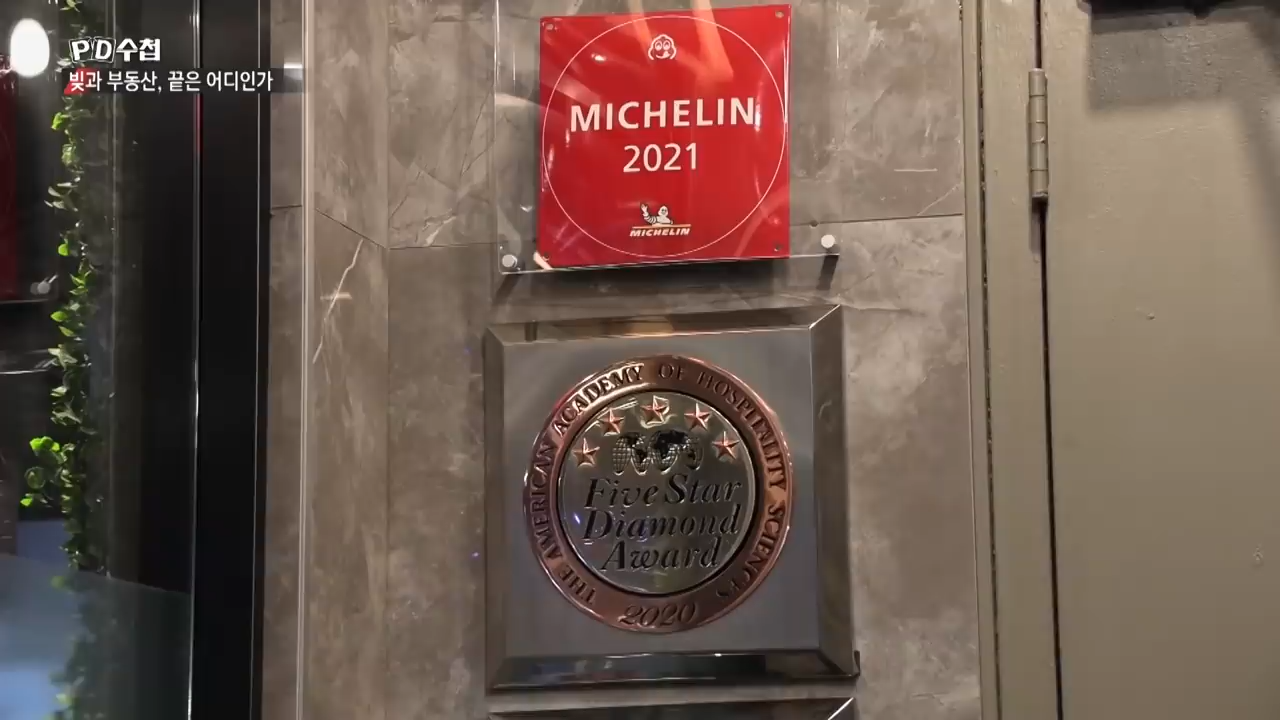 PD수첩
빚과 부동산, 끝은 어디인가
MICHELIN
2021
MICHELIN
THE AMERICAN ACADEMY OF HOSPITALITY SCIENCES
Five Star
Diamond
Award
2020